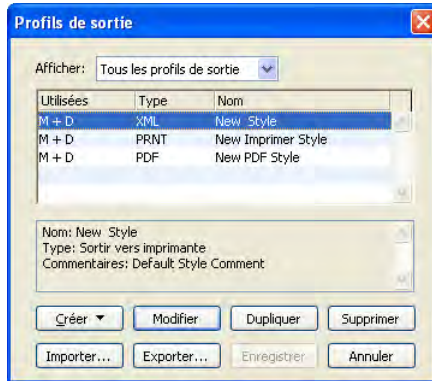 Profils de sortie
Afficher: Tous les profils de sortie
Utilisées Type Nom
M + D XML New Style
M + D PRNT New Imprimer Style
M + D PDF New PDF Style
Nom: New Style
Type: Sortir vers imprimante
Commentaires: Default Style Comment
Créer Modifier Dupliquer Supprimer
Importer... Exporter... Enregistrer Annuler